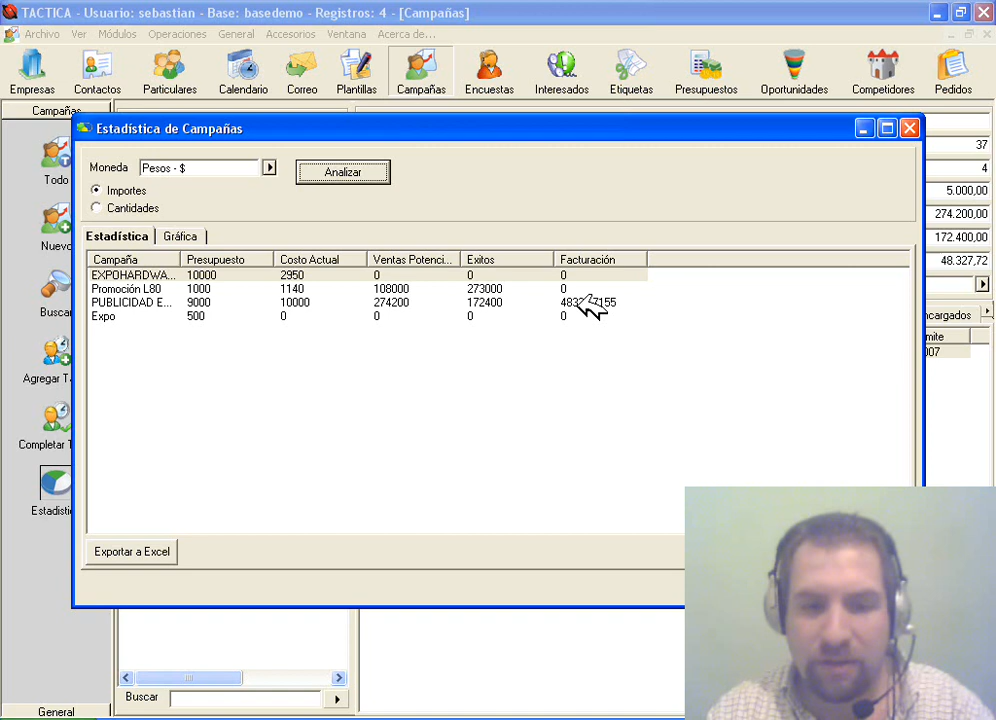 TACTICA - Usuario: sebastian - Base: basedemo - Registros: 4 - [Campañas]
Archivo Ver Módulos Operaciones General Accesorios Ventana Acerca de...
Empresas Contactos Particulares Calendario Correo Plantillas Campañas Encuestas Interesados Etiquetas Presupuestos Oportunidades Competidores Pedidos
Campañas
Todo
Nuevo
Buscar
Agregar T
Completar T
Estadísti
General
Estadística de Campañas
Moneda Pesos - $ Analizar
Importes
Cantidades
Estadística Gráfica
Campaña Presupuesto Costo Actual Ventas Potenci... Exitos Facturación
EXPOHARDWA... 10000 2950 0 0 0
Promoción L80 1000 1140 108000 273000 0
PUBLICIDAD E... 9000 10000 274200 172400
Expo 500 0 0 0 0
Exportar a Excel
37
4
5.000,00
274.200,00
172.400,00
48.327,72
ncargados
mite
007
Buscar